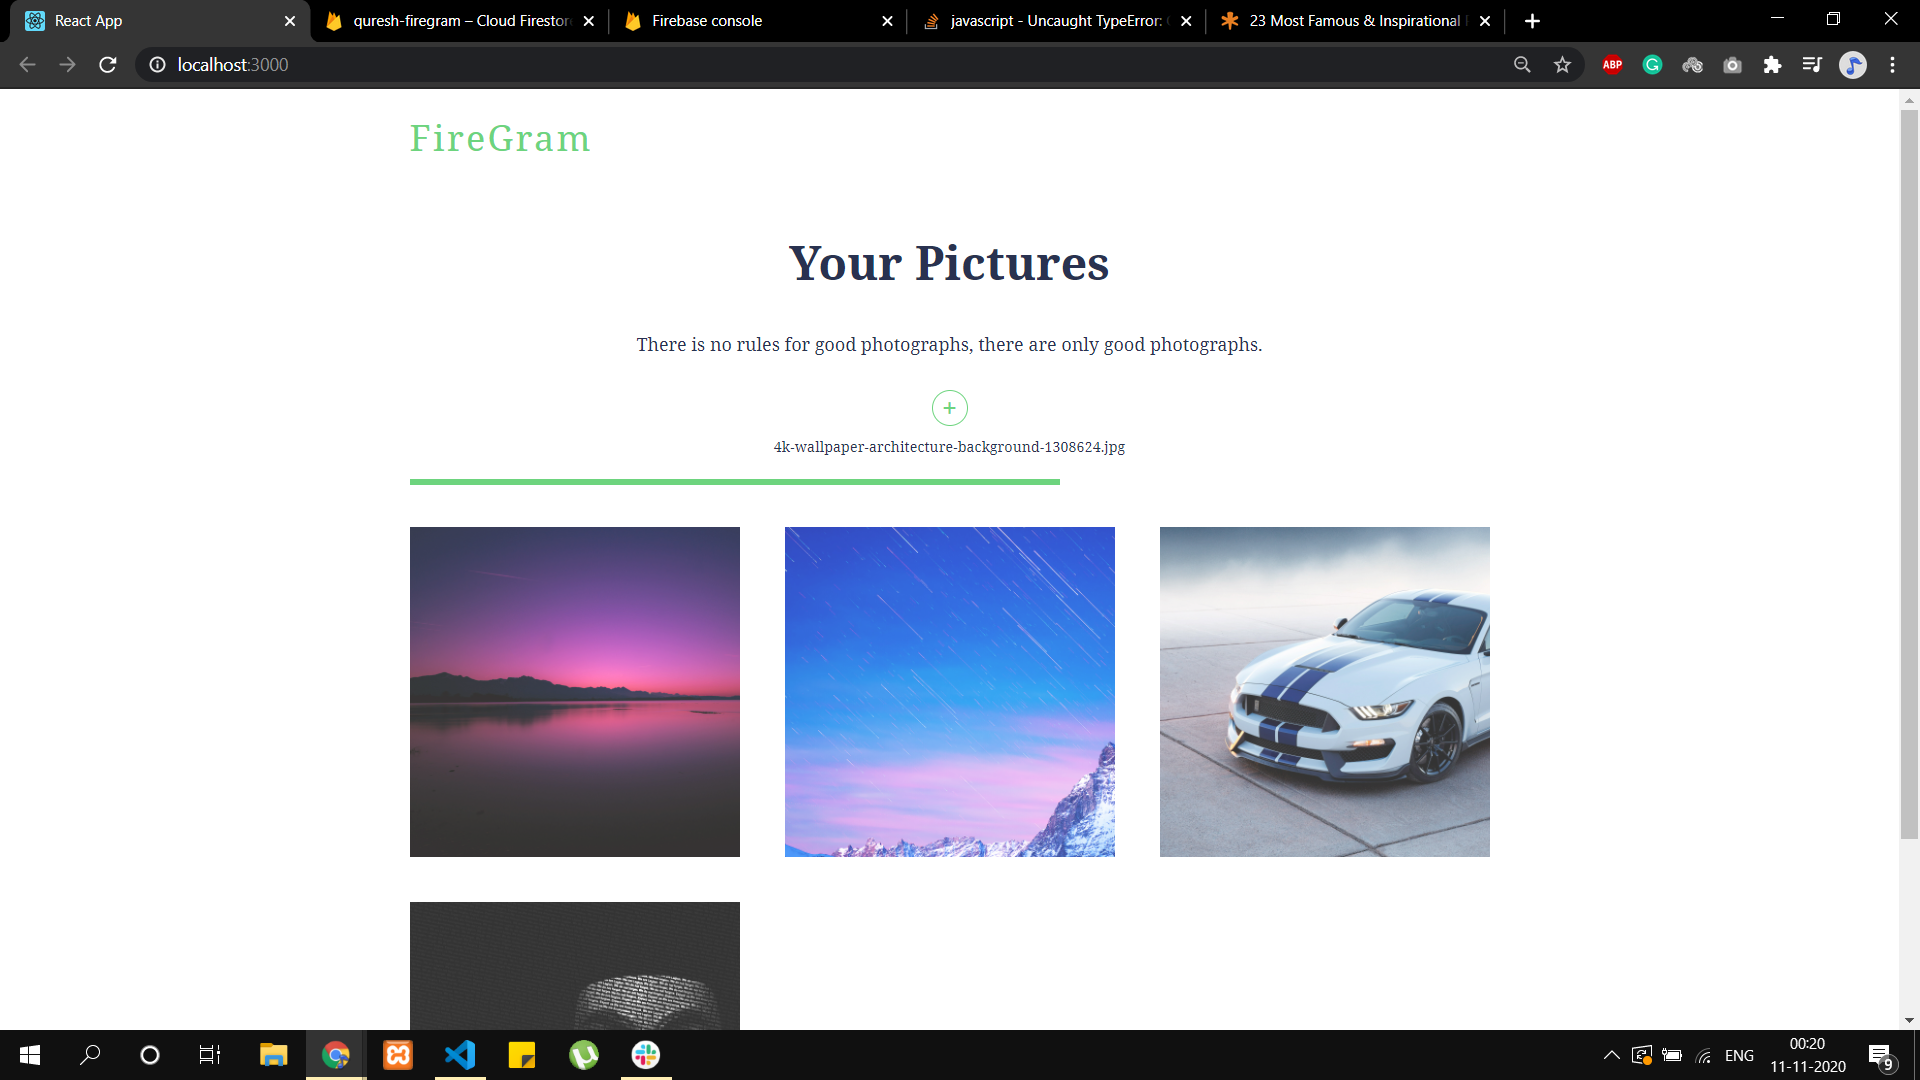 React App
quresh-firegram – Cloud Firestor
Firebase console
javascript - Uncaught TypeError:
23 Most Famous & Inspirational
localhost:3000
ABP
FireGram
Your Pictures
There is no rules for good photographs, there are only good photographs.
+
4k-wallpaper-architecture-background-1308624.jpg
ENG
00:20
11-11-2020
9